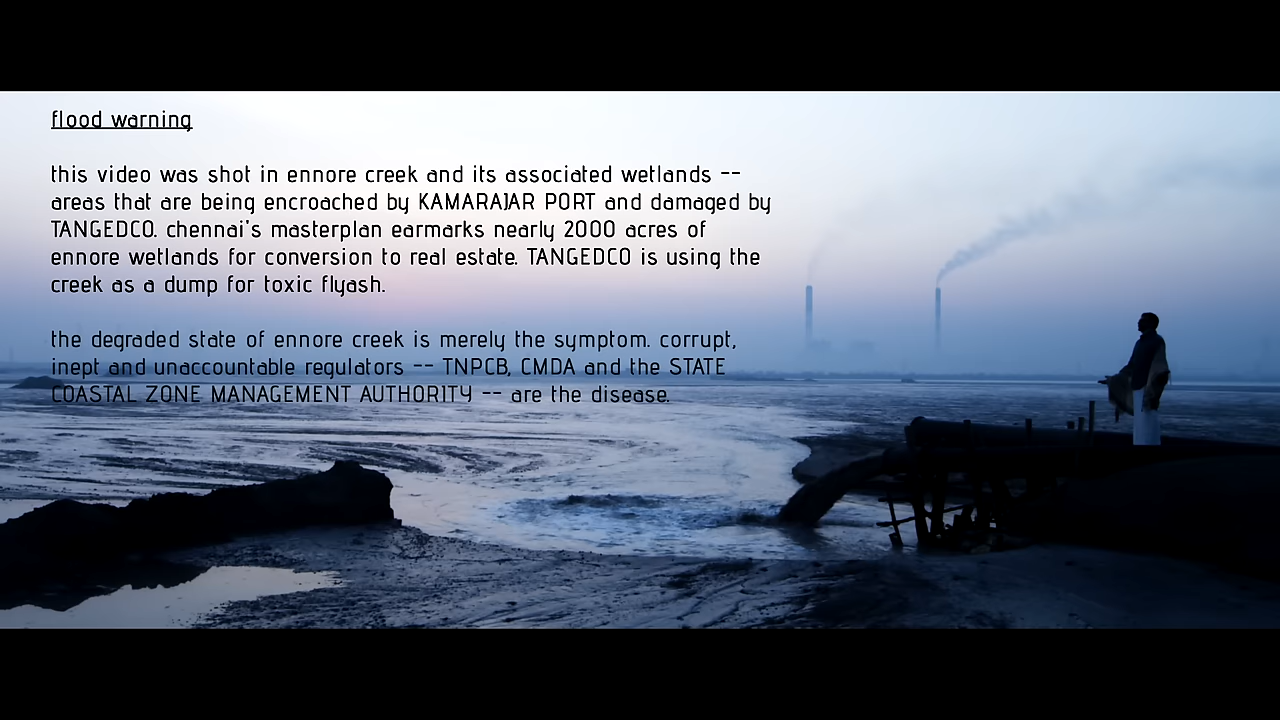 flood warning
this video was shot in ennore creek and its associated wetlands --
areas that are being encroached by KAMARAJAR PORT and damaged by
TANGEDCO. chennai's masterplan earmarks nearly 2000 acres of
ennore wetlands for conversion to real estate. TANGEDCO is using the
creek as a dump for toxic flyash.
the degraded state of ennore creek is merely the symptom. corrupt,
inept and unaccountable regulators -- TNPCB, CMDA and the STATE
COASTAL ZONE MANAGEMENT AUTHORITY -- are the disease.